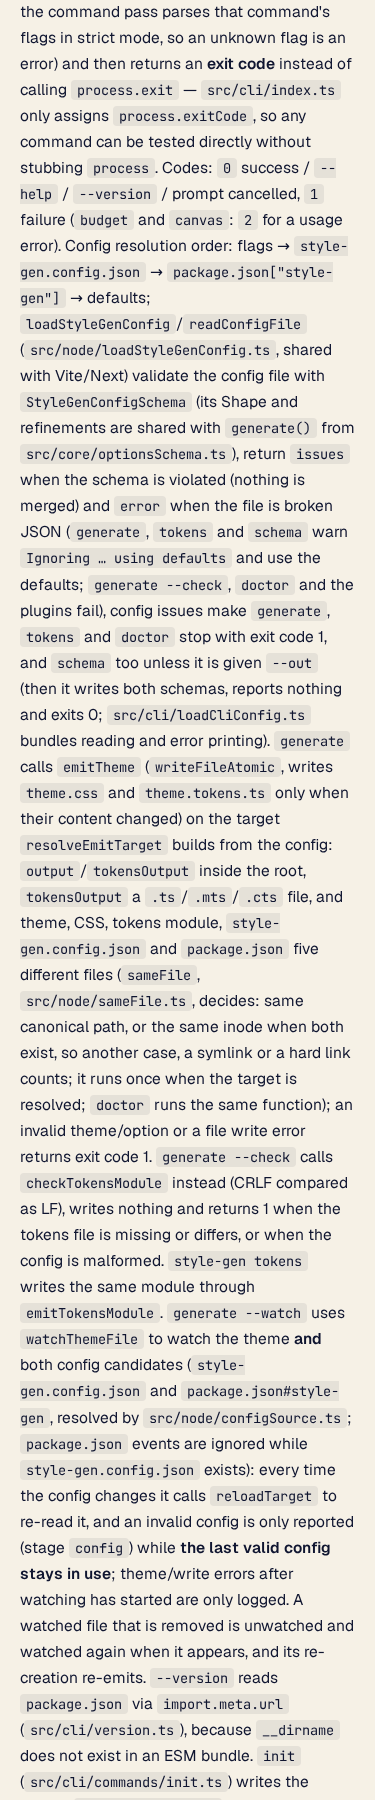 the command pass parses that command's
flags in strict mode, so an unknown flag is an
error) and then returns an exit code instead of
calling process.exit — src/cli/index.ts
only assigns process.exitCode, so any
command can be tested directly without
stubbing process. Codes: 0 success / --
help / --version / prompt cancelled, 1
failure (budget and canvas: 2 for a usage
error). Config resolution order: flags → style-
gen.config.json → package.json["style-
gen"] → defaults;
loadStyleGenConfig/readConfigFile
(src/node/loadStyleGenConfig.ts, shared
with Vite/Next) validate the config file with
StyleGenConfigSchema (its Shape and
refinements are shared with generate() from
src/core/optionsSchema.ts), return issues
when the schema is violated (nothing is
merged) and error when the file is broken
JSON (generate, tokens and schema warn
Ignoring … using defaults and use the
defaults; generate --check, doctor and the
plugins fail), config issues make generate,
tokens and doctor stop with exit code 1,
and schema too unless it is given --out
(then it writes both schemas, reports nothing
and exits 0; src/cli/loadCliConfig.ts
bundles reading and error printing). generate
calls emitTheme (writeFileAtomic, writes
theme.css and theme.tokens.ts only when
their content changed) on the target
resolveEmitTarget builds from the config:
output/tokensOutput inside the root,
tokensOutput a .ts/.mts/.cts file, and
theme, CSS, tokens module, style-
gen.config.json and package.json five
different files (sameFile,
src/node/sameFile.ts, decides: same
canonical path, or the same inode when both
exist, so another case, a symlink or a hard link
counts; it runs once when the target is
resolved; doctor runs the same function); an
invalid theme/option or a file write error
returns exit code 1. generate --check calls
checkTokensModule instead (CRLF compared
as LF), writes nothing and returns 1 when the
tokens file is missing or differs, or when the
config is malformed. style-gen tokens
writes the same module through
emitTokensModule. generate --watch uses
watchThemeFile to watch the theme and
both config candidates (style-
gen.config.json and package.json#style-
gen, resolved by src/node/configSource.ts;
package.json events are ignored while
style-gen.config.json exists): every time
the config changes it calls reloadTarget to
re-read it, and an invalid config is only reported
(stage config) while the last valid config
stays in use; theme/write errors after
watching has started are only logged. A
watched file that is removed is unwatched and
watched again when it appears, and its re-
creation re-emits. --version reads
package.json via import.meta.url
(src/cli/version.ts), because __dirname
does not exist in an ESM bundle. init
(src/cli/commands/init.ts) writes the